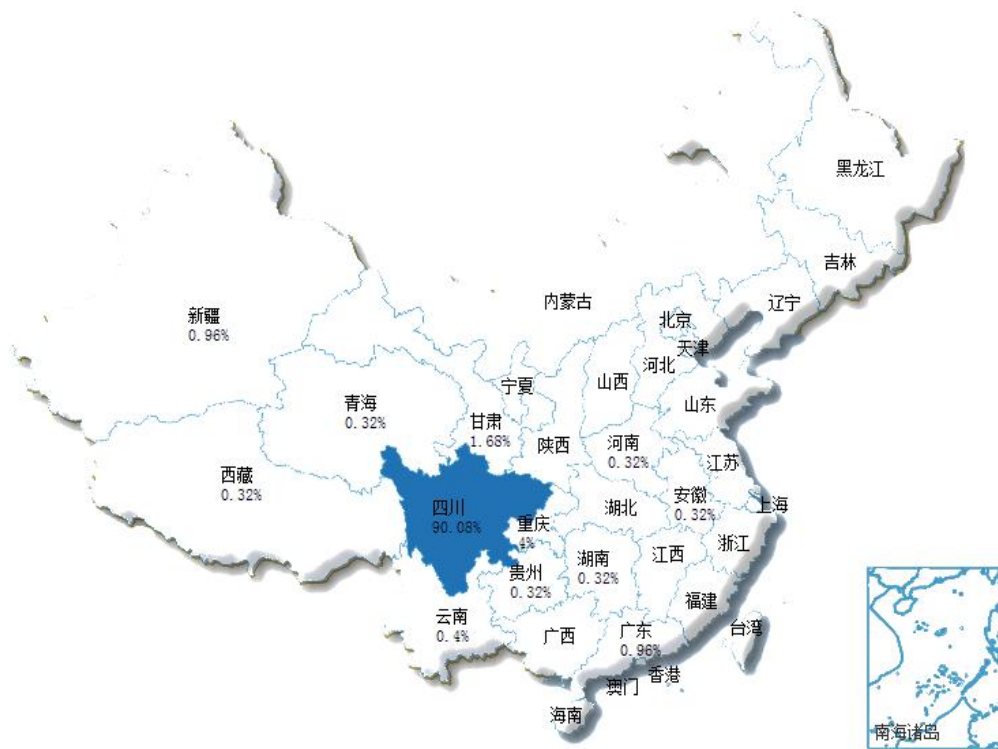 黑龙江
吉林
辽宁
内蒙古
新疆
0.96%
北京
天津
河北
山西
宁夏
山东
青海
0.32%
甘肃
1.68%
陕西
河南
0.32%
江苏
西藏
0.32%
安徽
0.32%
四川
90.08%
湖北
上海
重庆
4%
浙江
江西
湖南
0.32%
贵州
0.32%
福建
云南
0.4%
广西
广东
0.96%
台湾
香港
澳门
海南
南海诸岛